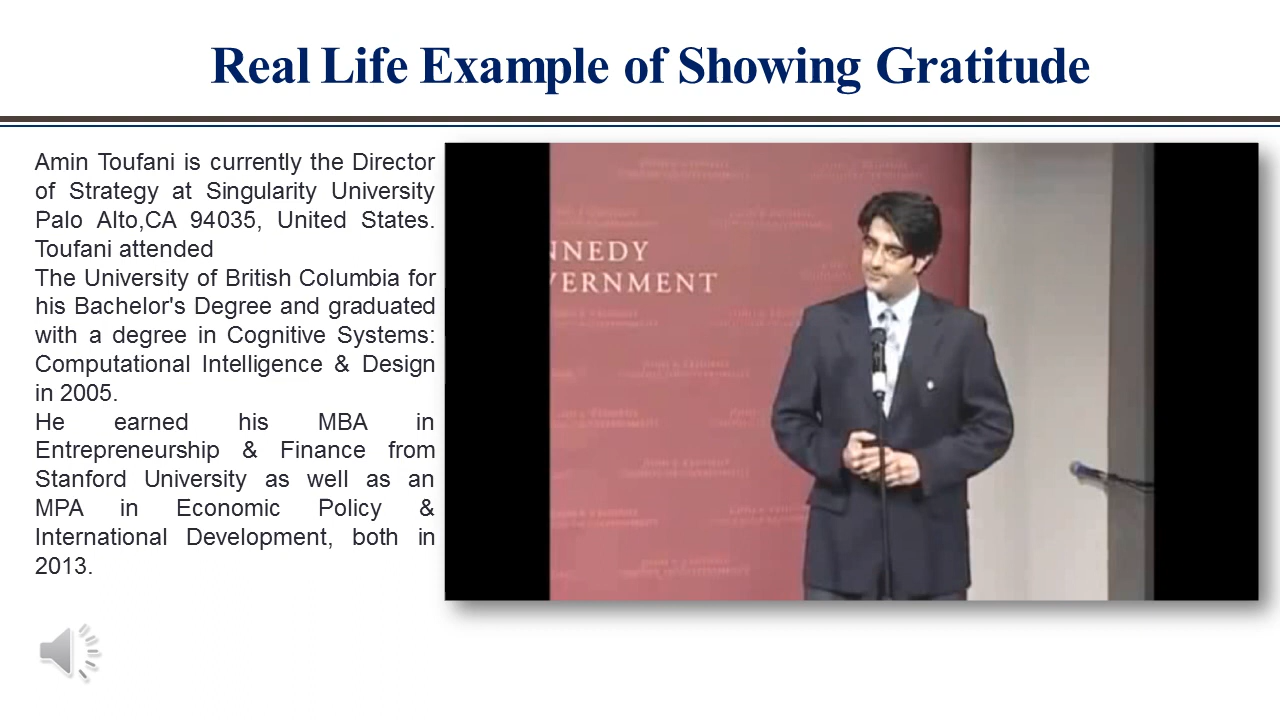 Real Life Example of Showing Gratitude
Amin Toufani is currently the Director
of Strategy at Singularity University
Palo Alto,CA 94035, United States.
Toufani attended
The University of British Columbia for
his Bachelor's Degree and graduated
with a degree in Cognitive Systems:
Computational Intelligence & Design
in 2005.
He earned his MBA in
Entrepreneurship & Finance from
Stanford University as well as an
MPA in Economic Policy &
International Development, both in
2013.
NNEDY
VERNMENT